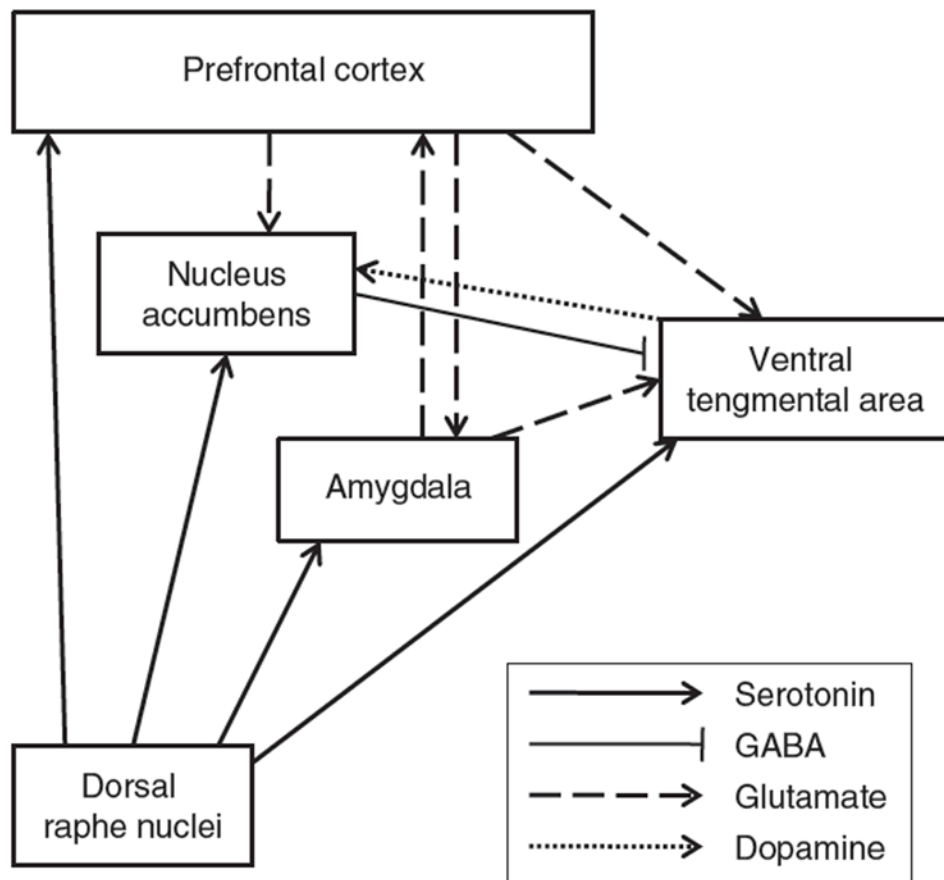 Prefrontal cortex
Nucleus
accumbens
Ventral
tengmental area
Amygdala
Dorsal
raphe nuclei
Serotonin
GABA
Glutamate
Dopamine